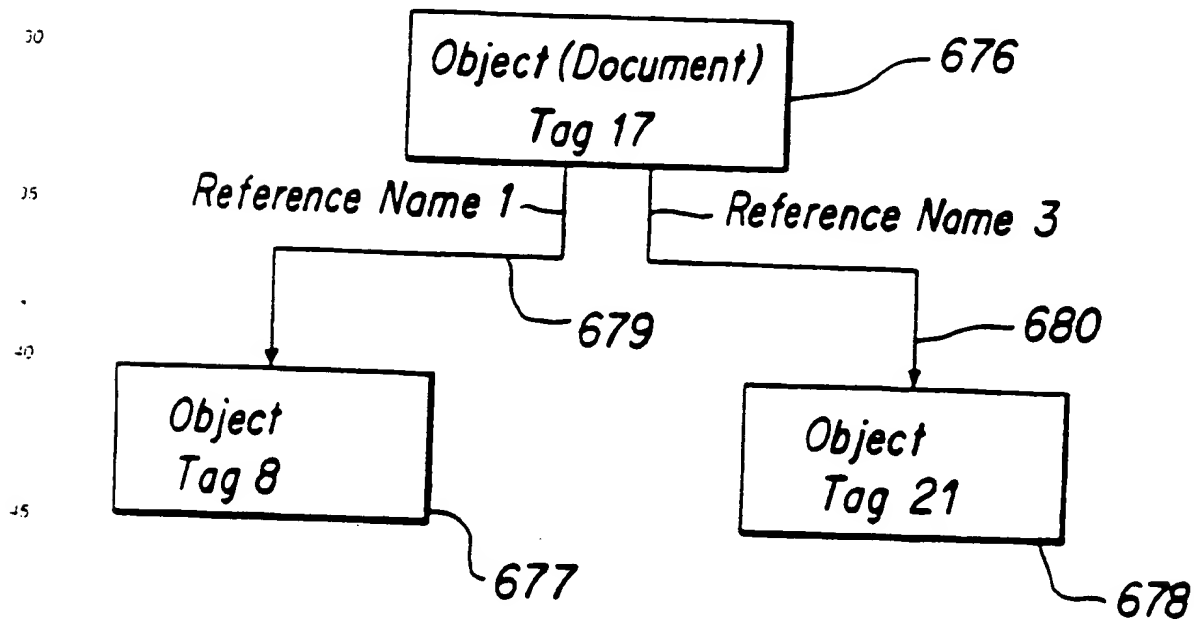 Object (Document)
Tag 17
676
Reference Name 1
Reference Name 3
679
680
Object
Tag 8
677
Object
Tag 21
678